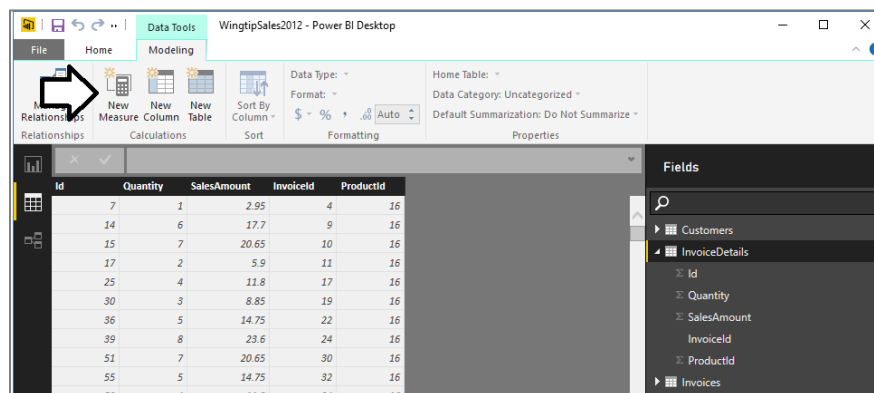 Data Tools WingtipSales2012 - Power BI Desktop
File Home Modeling
Relationships
New Measure
New Column
New Table
Sort By Column
Data Type:
Format:
$ % , .00 Auto
Home Table:
Data Category: Uncategorized
Default Summarization: Do Not Summarize
Relationships Calculations Sort Formatting Properties
Id Quantity SalesAmount InvoiceId ProductId
7 1 2.95 4 16
14 6 17.7 9 16
15 7 20.65 10 16
17 2 5.9 11 16
25 4 11.8 17 16
30 3 8.85 19 16
36 5 14.75 22 16
39 8 23.6 24 16
51 7 20.65 30 16
55 5 14.75 32 16
Fields
Customers
InvoiceDetails
Σ Id
Σ Quantity
Σ SalesAmount
InvoiceId
Σ ProductId
Invoices